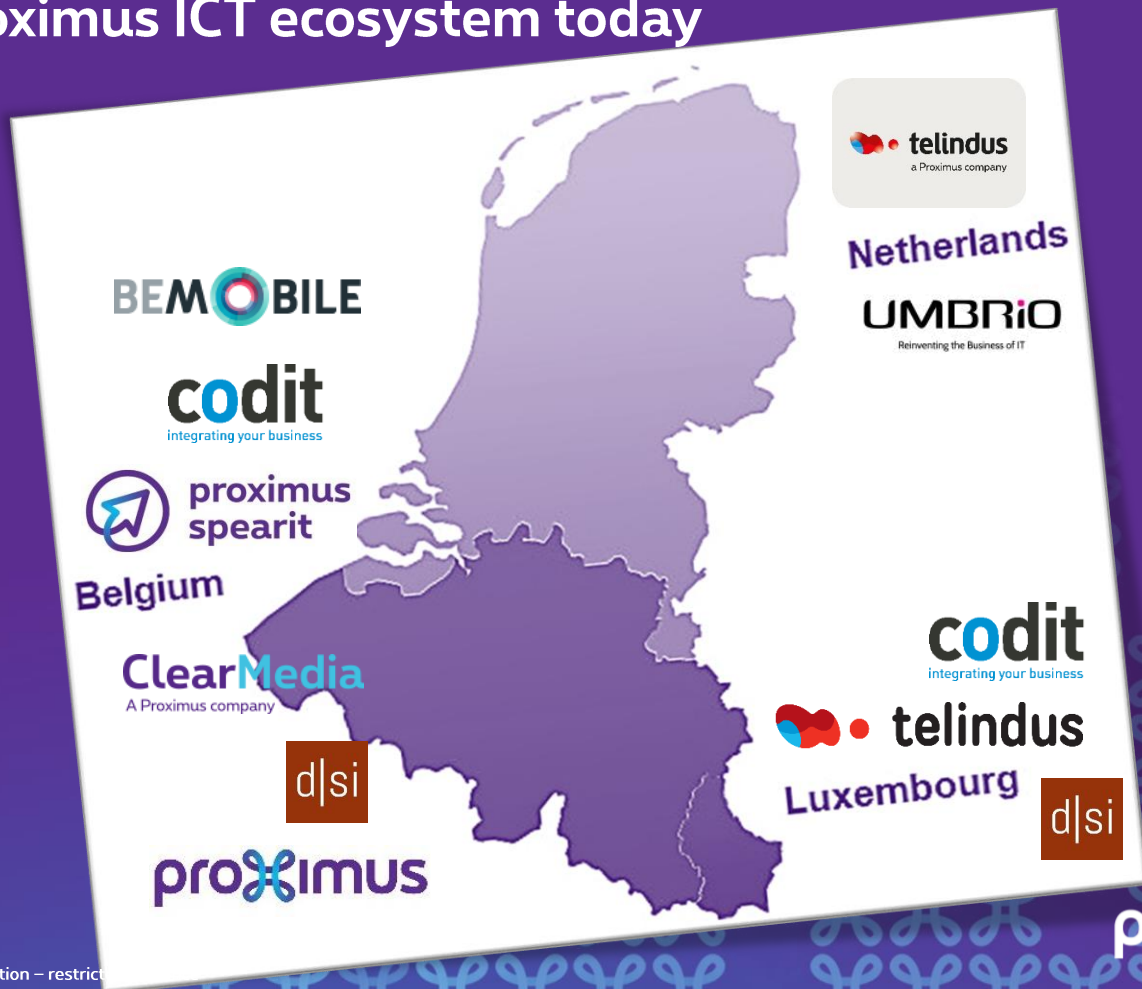 oximus ICT ecosystem today
telindus
a Proximus company
Netherlands
BEMOBILE
UMBRiO
Reinventing the Business of IT
codit
integrating your business
proximus
spearit
Belgium
codit
integrating your business
ClearMedia
A Proximus company
telindus
d|si
Luxembourg
d|si
proximus
tion – restrict
p